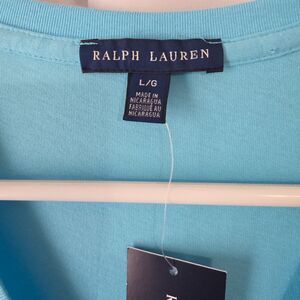 RALPH LAUREN
L/G
MADE IN
NICARAGUA
FABRIQUÉ AU
NICARAGUA